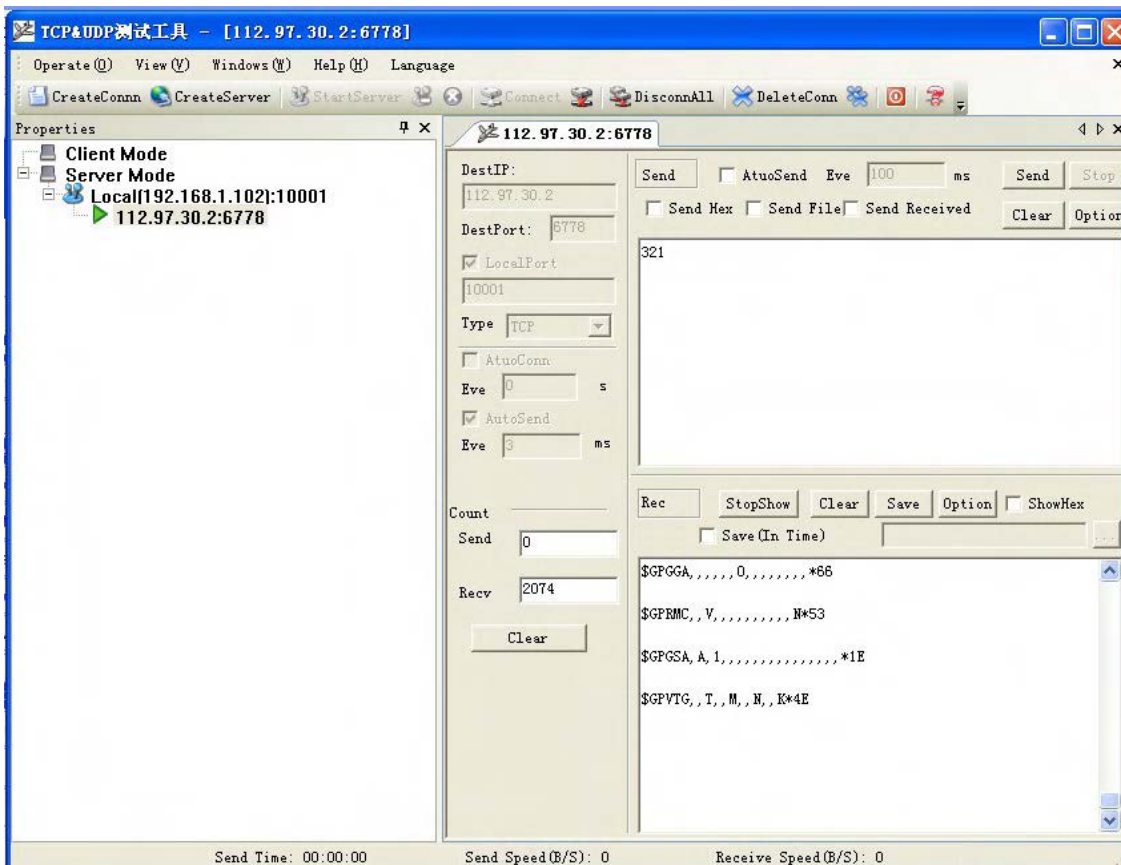 TCP&UDP测试工具 - [112.97.30.2:6778]
Operate(O) View(V) Windows(W) Help(H) Language
CreateConnn CreateServer StartServer Connect DisconnAll DeleteConn
Properties
Client Mode
Server Mode
Local(192.168.1.102):10001
112.97.30.2:6778
112.97.30.2:6778
DestIP:
112.97.30.2
DestPort: 6778
LocalPort
10001
Type TCP
AtuoConn
Eve 0 s
AutoSend
Eve 3 ms
Count
Send 0
Recv 2074
Clear
Send AtuoSend Eve 100 ms Send Stop
Send Hex Send File Send Received Clear Option
321
Rec StopShow Clear Save Option ShowHex
Save(In Time) ...
$GPGGA,,,,,,0,,,,,,,,*66
$GPRMC,,V,,,,,,,,,,N*53
$GPGSA,A,1,,,,,,,,,,,,,,,*1E
$GPVTG,,T,,M,,N,,K*4E
Send Time: 00:00:00 Send Speed(B/S): 0 Receive Speed(B/S): 0